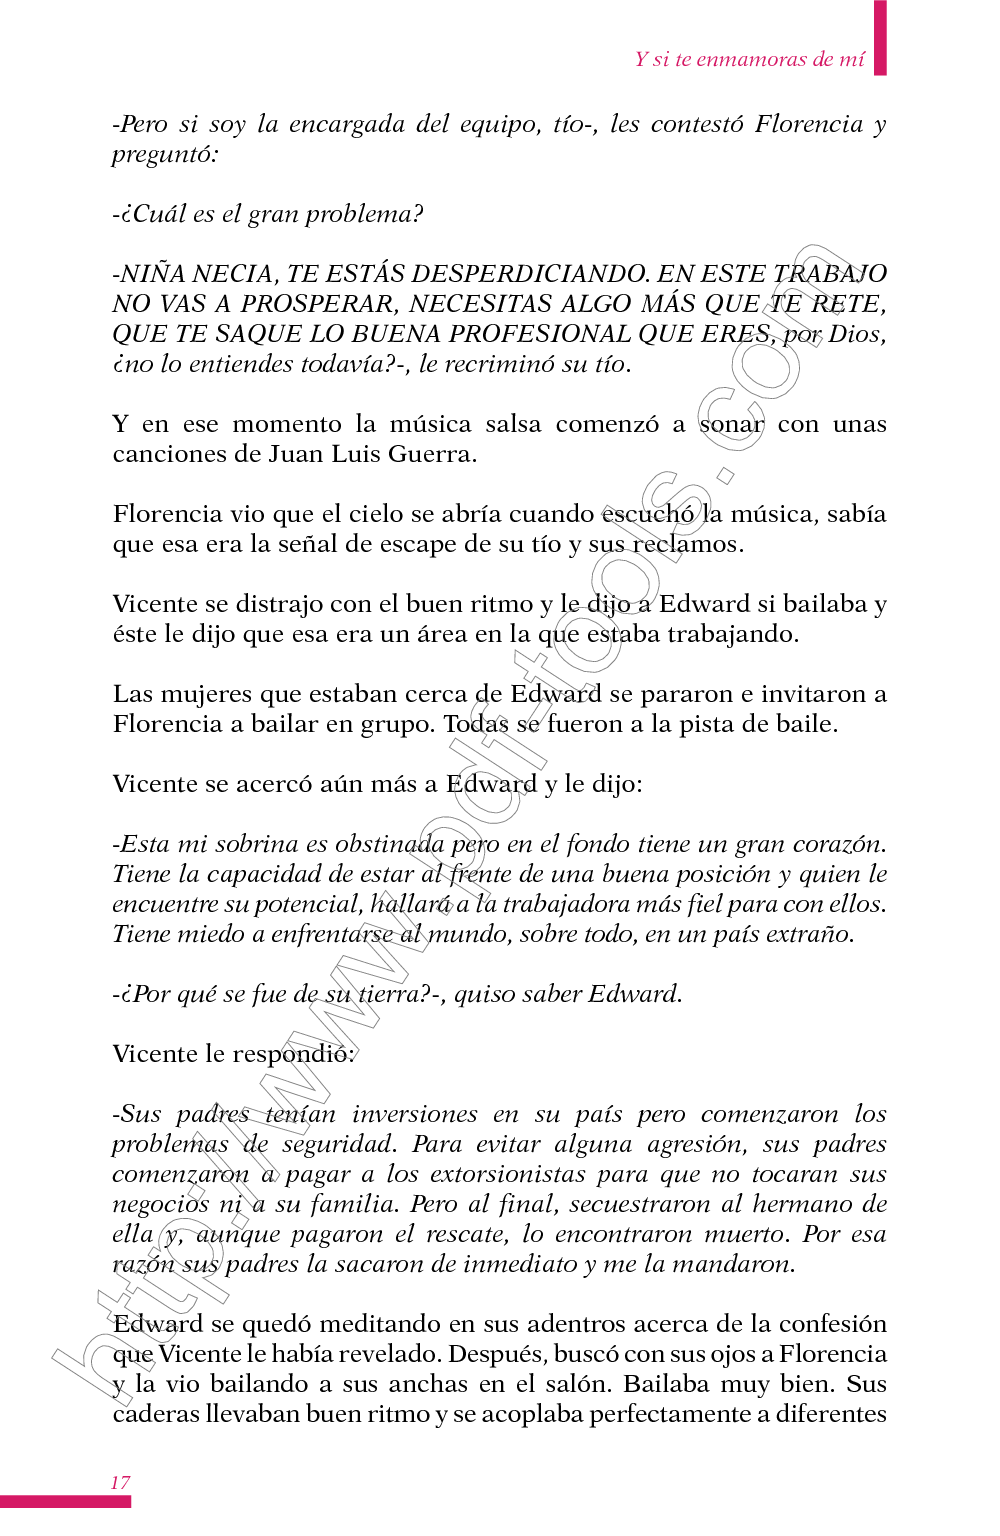 Y si te enmamoras de mí
-Pero si soy la encargada del equipo, tío-, les contestó Florencia y
preguntó:
-¿Cuál es el gran problema?
-NIÑA NECIA, TE ESTÁS DESPERDICIANDO. EN ESTE TRABAJO
NO VAS A PROSPERAR, NECESITAS ALGO MÁS QUE TE RETE,
QUE TE SAQUE LO BUENA PROFESIONAL QUE ERES, por Dios,
¿no lo entiendes todavía?-, le recriminó su tío.
Y en ese momento la música salsa comenzó a sonar con unas
canciones de Juan Luis Guerra.
Florencia vio que el cielo se abría cuando escuchó la música, sabía
que esa era la señal de escape de su tío y sus reclamos.
Vicente se distrajo con el buen ritmo y le dijo a Edward si bailaba y
éste le dijo que esa era un área en la que estaba trabajando.
Las mujeres que estaban cerca de Edward se pararon e invitaron a
Florencia a bailar en grupo. Todas se fueron a la pista de baile.
Vicente se acercó aún más a Edward y le dijo:
-Esta mi sobrina es obstinada pero en el fondo tiene un gran corazón.
Tiene la capacidad de estar al frente de una buena posición y quien le
encuentre su potencial, hallará a la trabajadora más fiel para con ellos.
Tiene miedo a enfrentarse al mundo, sobre todo, en un país extraño.
-¿Por qué se fue de su tierra?-, quiso saber Edward.
Vicente le respondió:
-Sus padres tenían inversiones en su país pero comenzaron los
problemas de seguridad. Para evitar alguna agresión, sus padres
comenzaron a pagar a los extorsionistas para que no tocaran sus
negocios ni a su familia. Pero al final, secuestraron al hermano de
ella y, aunque pagaron el rescate, lo encontraron muerto. Por esa
razón sus padres la sacaron de inmediato y me la mandaron.
Edward se quedó meditando en sus adentros acerca de la confesión
que Vicente le había revelado. Después, buscó con sus ojos a Florencia
y la vio bailando a sus anchas en el salón. Bailaba muy bien. Sus
caderas llevaban buen ritmo y se acoplaba perfectamente a diferentes
17
http://www.pdf-tools.com